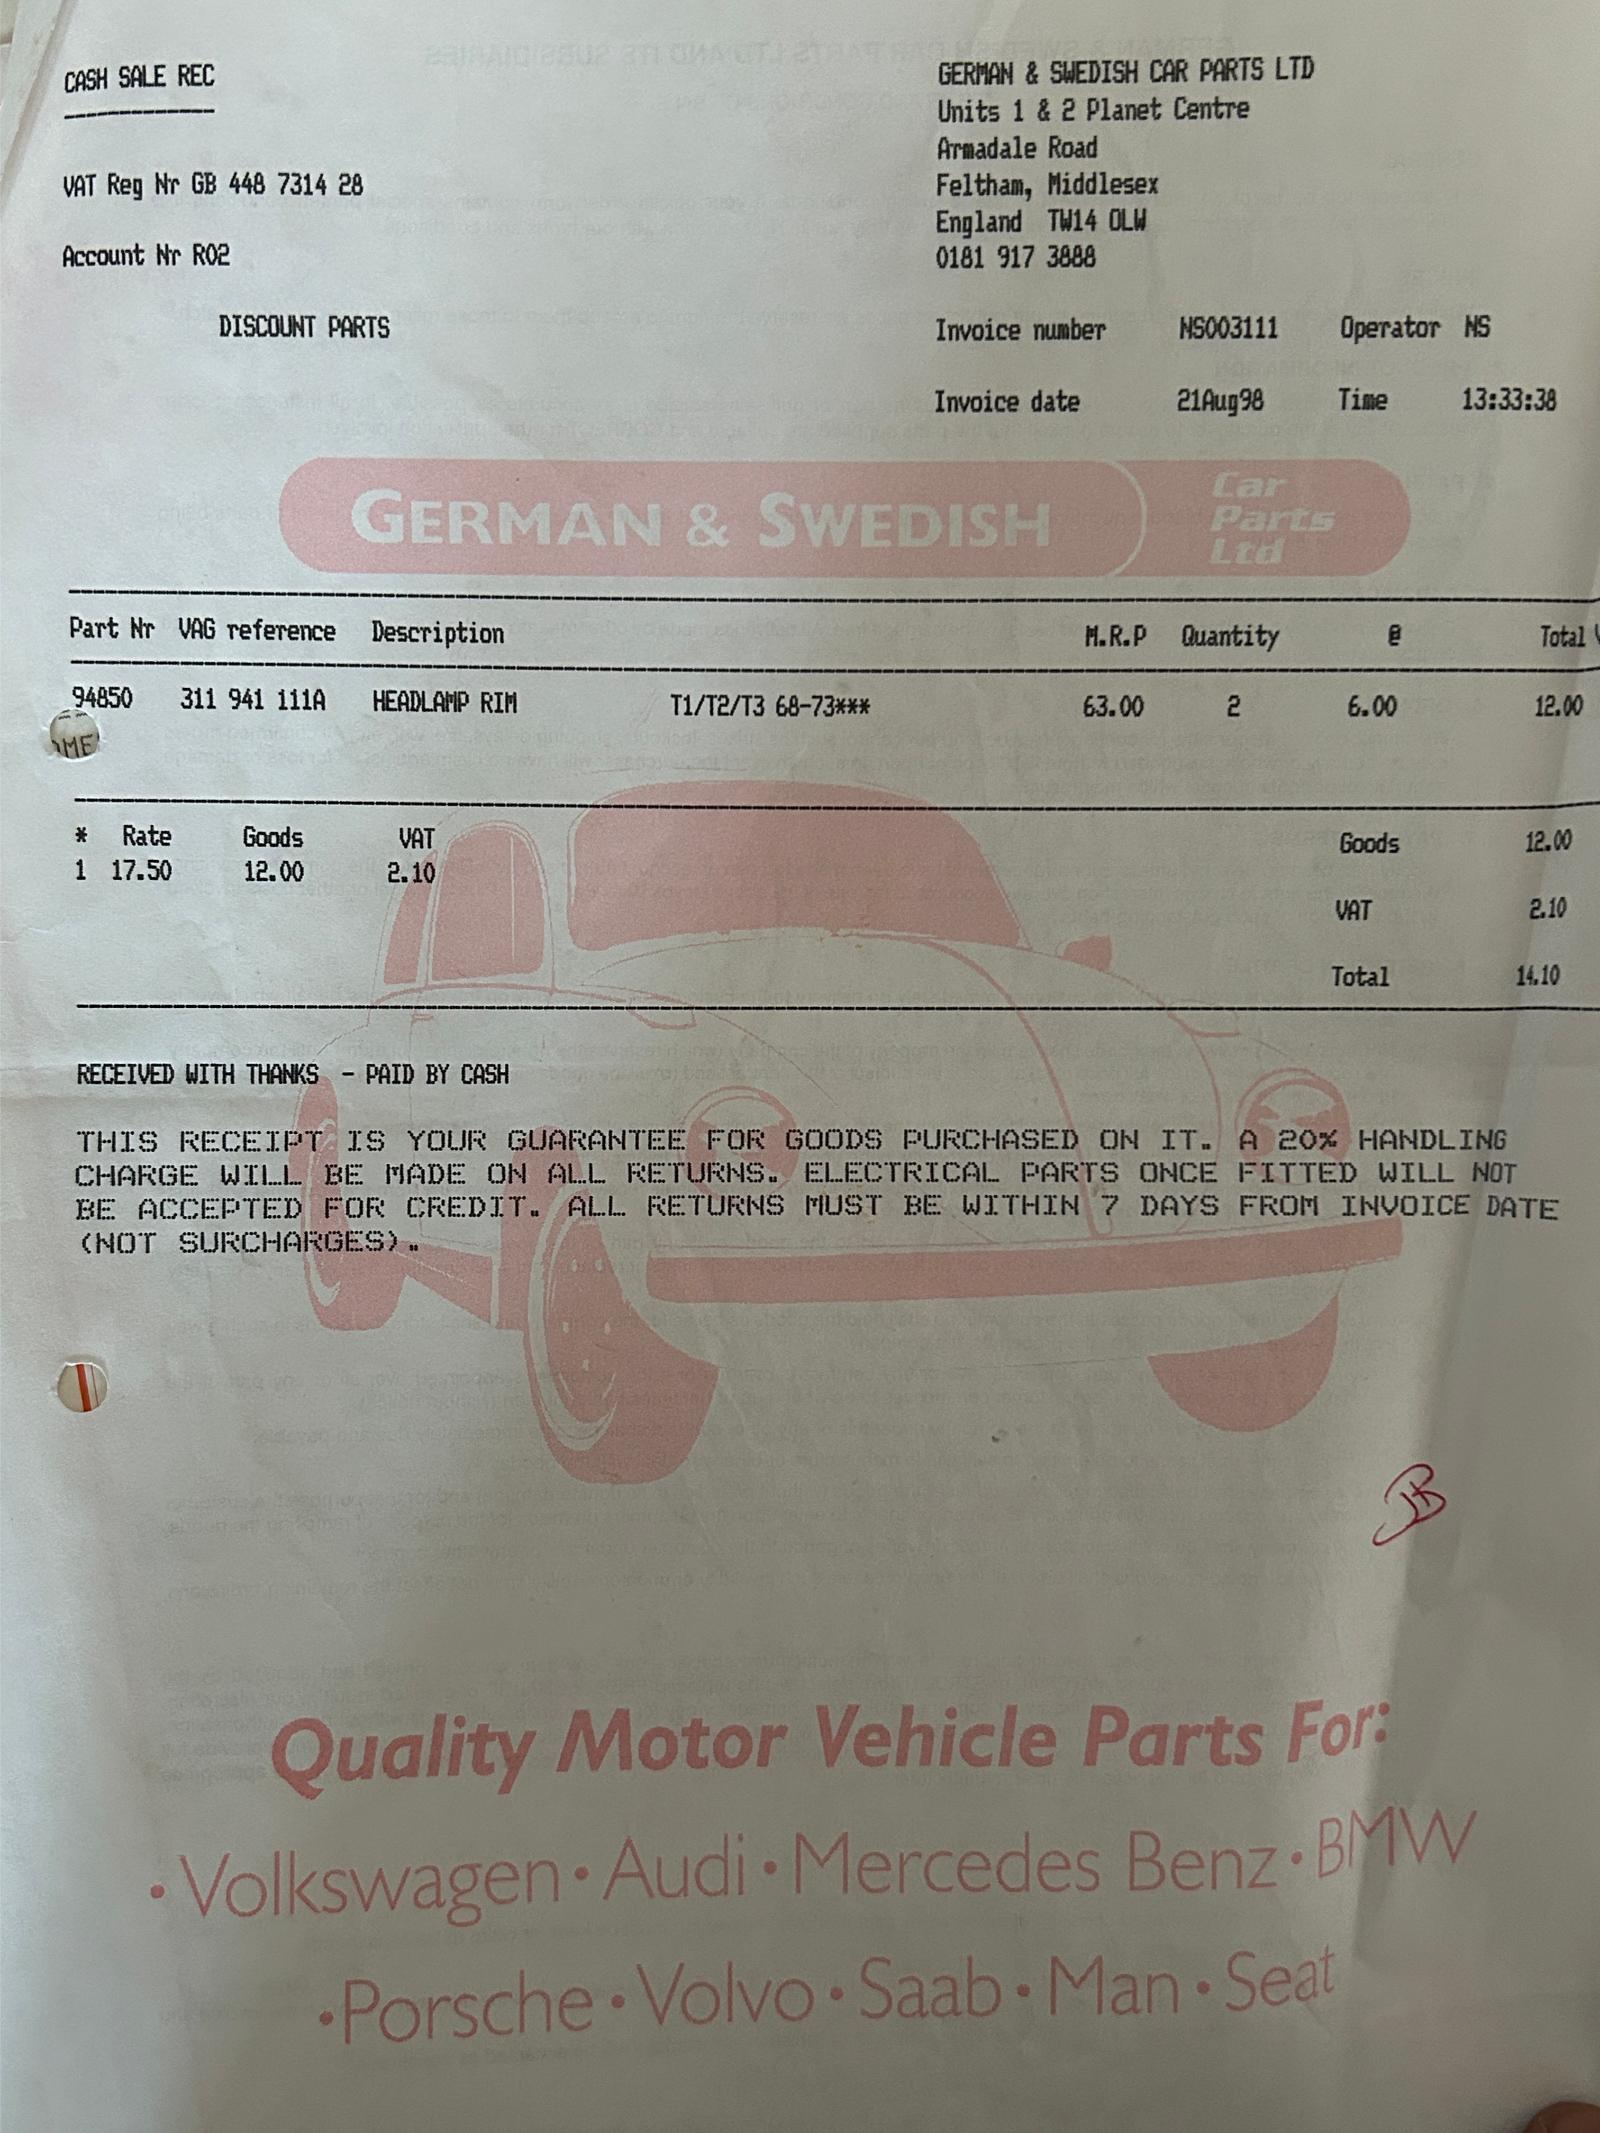 CASH SALE REC
GERMAN & SWEDISH CAR PARTS LTD
Units 1 & 2 Planet Centre
Armadale Road
VAT Reg Nr GB 448 7314 28
Feltham, Middlesex
England TW14 0LW
Account Nr R02
0181 917 3888
DISCOUNT PARTS
Invoice number NS003111 Operator NS
Invoice date 21Aug98 Time 13:33:38
GERMAN & SWEDISH
Car
Parts
Ltd
Part Nr VAG reference Description M.R.P Quantity @ Total
94850 311 941 111A HEADLAMP RIM T1/T2/T3 68-73*** 63.00 2 6.00 12.00
* Rate Goods VAT Goods 12.00
1 17.50 12.00 2.10
VAT 2.10
Total 14.10
RECEIVED WITH THANKS - PAID BY CASH
THIS RECEIPT IS YOUR GUARANTEE FOR GOODS PURCHASED ON IT. A 20% HANDLING
CHARGE WILL BE MADE ON ALL RETURNS. ELECTRICAL PARTS ONCE FITTED WILL NOT
BE ACCEPTED FOR CREDIT. ALL RETURNS MUST BE WITHIN 7 DAYS FROM INVOICE DATE
(NOT SURCHARGES).
Quality Motor Vehicle Parts For:
• Volkswagen • Audi • Mercedes Benz • BMW
• Porsche • Volvo • Saab • Man • Seat